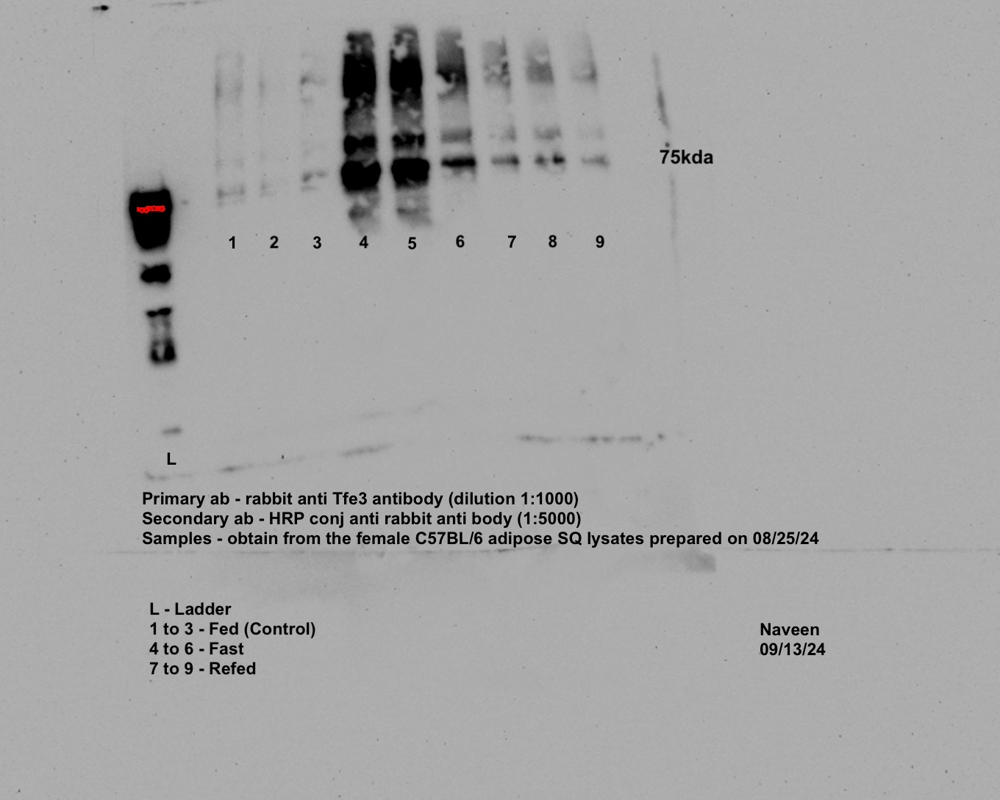 75kda
1 2 3 4 5 6 7 8 9
L
Primary ab - rabbit anti Tfe3 antibody (dilution 1:1000)
Secondary ab - HRP conj anti rabbit anti body (1:5000)
Samples - obtain from the female C57BL/6 adipose SQ lysates prepared on 08/25/24
L - Ladder
1 to 3 - Fed (Control)
4 to 6 - Fast
7 to 9 - Refed
Naveen
09/13/24